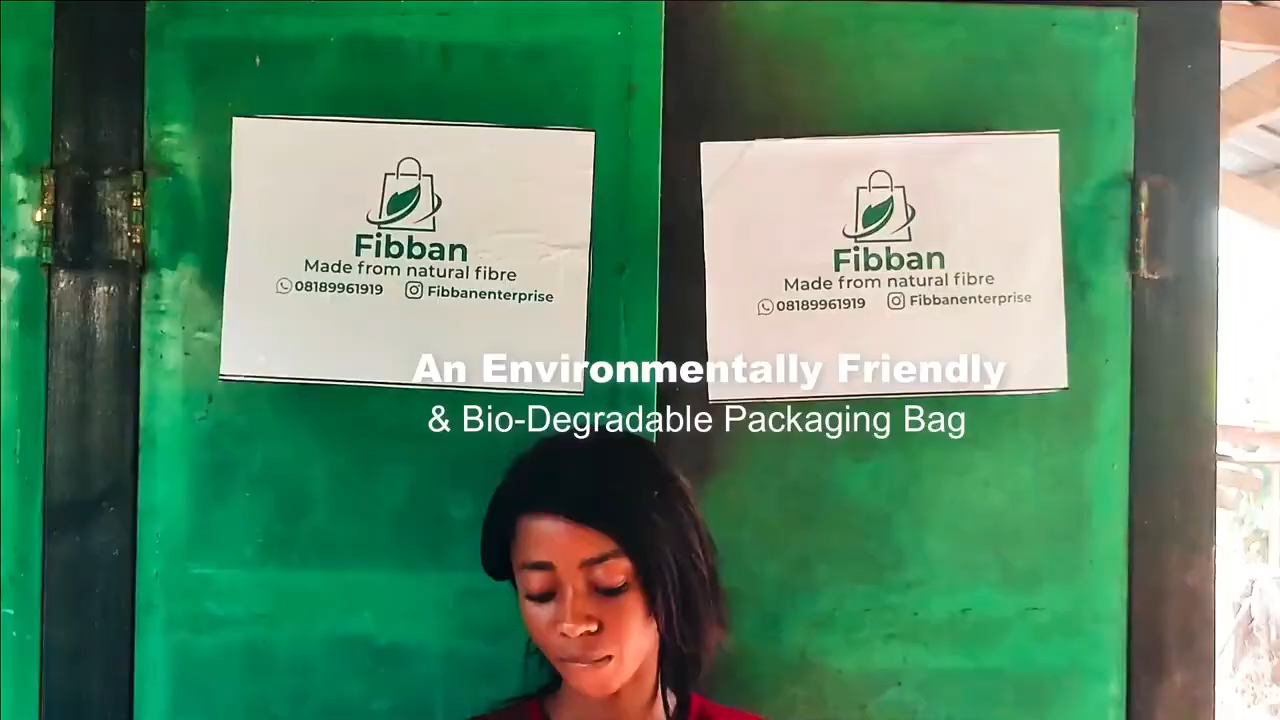 Fibban
Made from natural fibre
08189961919 Fibbanenterprise
Fibban
Made from natural fibre
08189961919 Fibbanenterprise
An Environmentally Friendly
& Bio-Degradable Packaging Bag